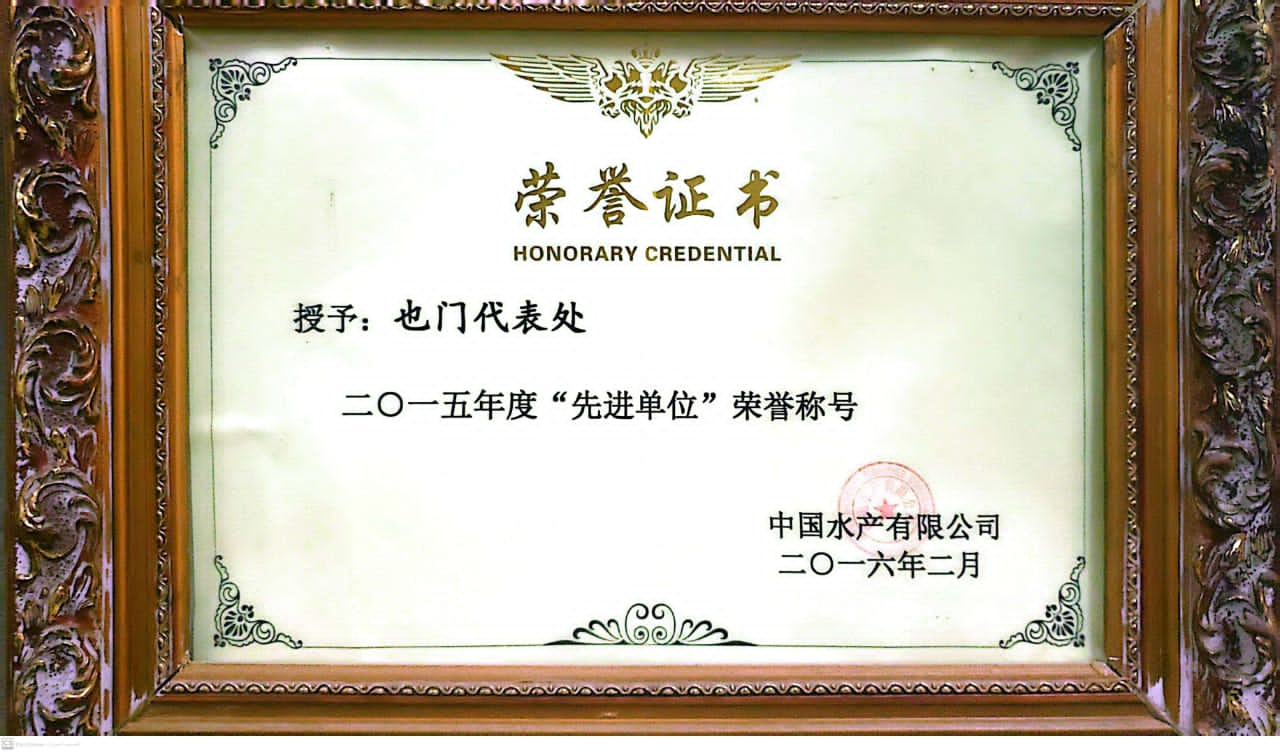 荣誉证书
HONORARY CREDENTIAL
授予：也门代表处
二〇一五年度“先进单位”荣誉称号
中国水产有限公司
二〇一六年二月